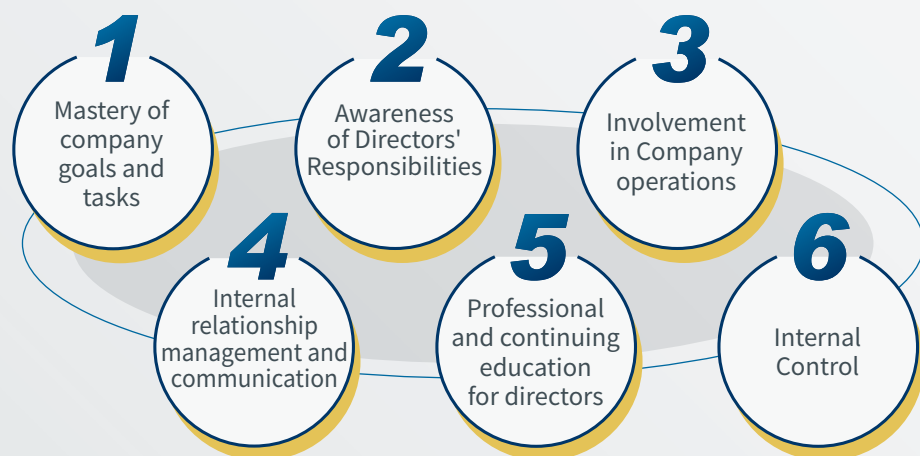 1
Mastery of
company
goals and
tasks
2
Awareness
of Directors'
Responsibilities
3
Involvement
in Company
operations
4
Internal
relationship
management and
communication
5
Professional
and continuing
education
for directors
6
Internal
Control